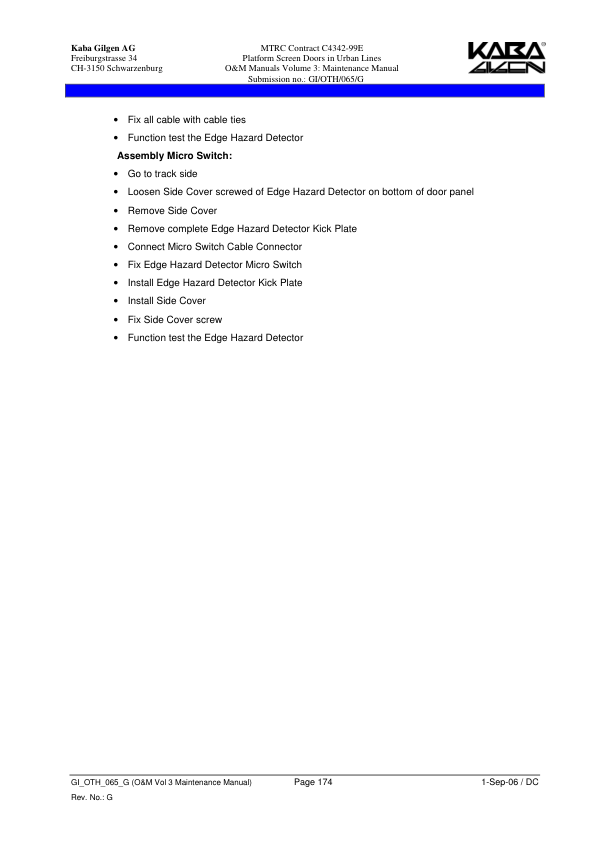 Kaba Gilgen AG
Freiburgstrasse 34
CH-3150 Schwarzenburg
MTRC Contract C4342-99E
Platform Screen Doors in Urban Lines
O&M Manuals Volume 3: Maintenance Manual
Submission no.: GI/OTH/065/G
KABA®
GILGEN
• Fix all cable with cable ties
• Function test the Edge Hazard Detector
Assembly Micro Switch:
• Go to track side
• Loosen Side Cover screwed of Edge Hazard Detector on bottom of door panel
• Remove Side Cover
• Remove complete Edge Hazard Detector Kick Plate
• Connect Micro Switch Cable Connector
• Fix Edge Hazard Detector Micro Switch
• Install Edge Hazard Detector Kick Plate
• Install Side Cover
• Fix Side Cover screw
• Function test the Edge Hazard Detector
GI_OTH_065_G (O&M Vol 3 Maintenance Manual) Page 174 1-Sep-06 / DC
Rev. No.: G